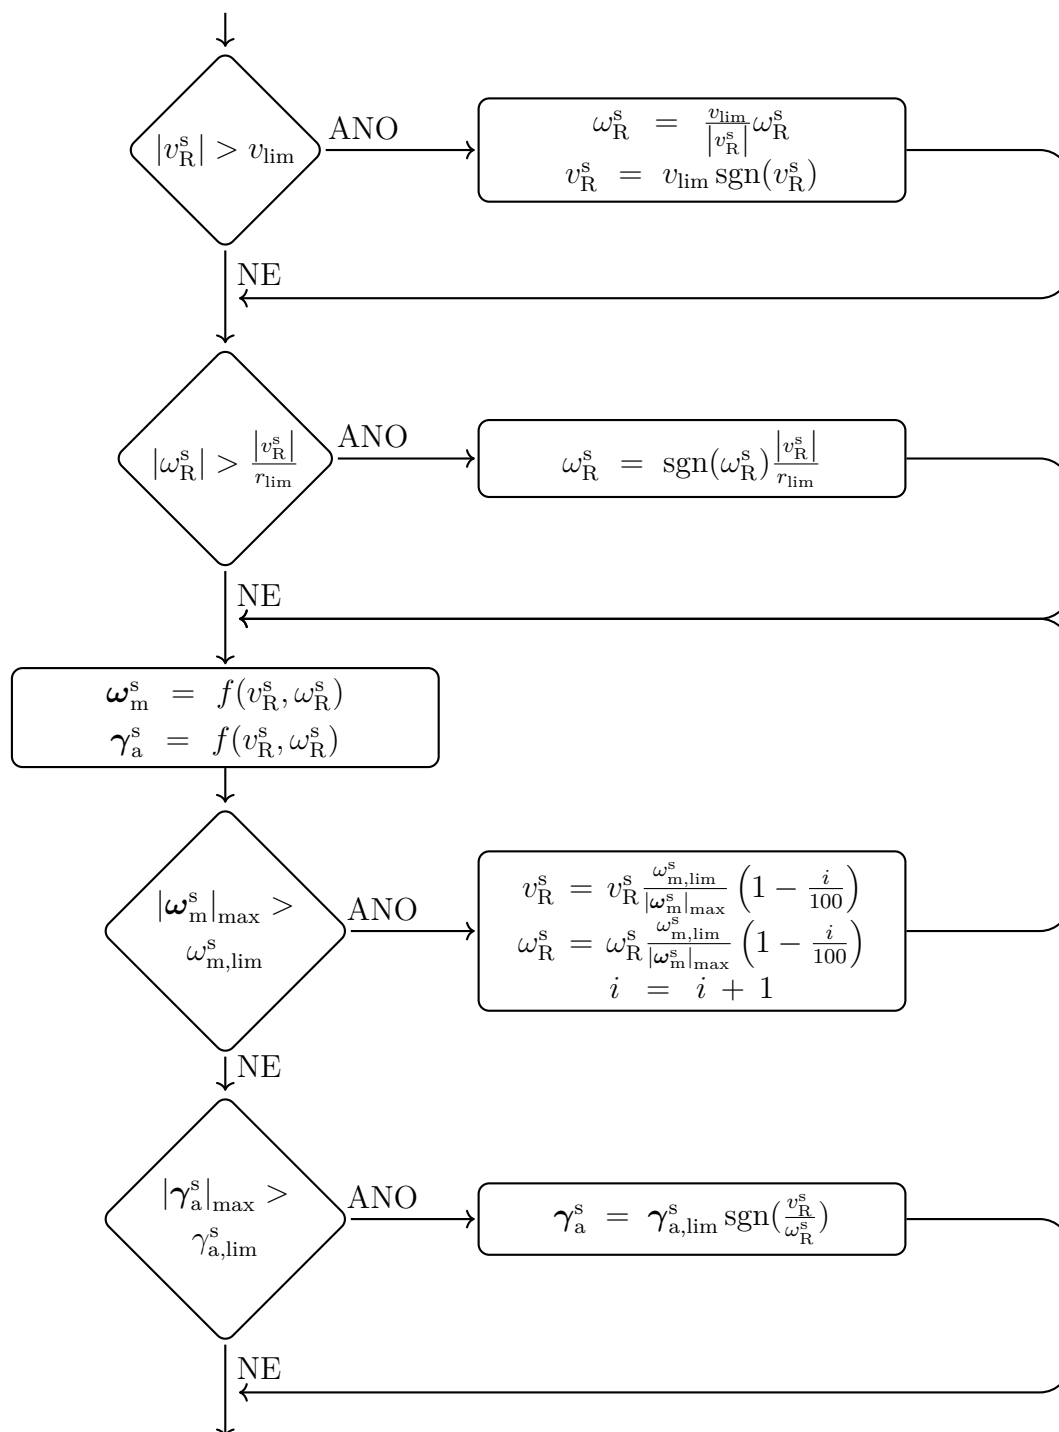 |v_R^s| > v_lim
ANO
ω_R^s = v_lim/|v_R^s| ω_R^s
v_R^s = v_lim sgn(v_R^s)
NE
|ω_R^s| > |v_R^s|/r_lim
ANO
ω_R^s = sgn(ω_R^s) |v_R^s|/r_lim
NE
𝝎_m^s = f(v_R^s, ω_R^s)
𝜸_a^s = f(v_R^s, ω_R^s)
|𝝎_m^s|_max >
ω_m,lim^s
ANO
v_R^s = v_R^s ω_m,lim^s/|𝝎_m^s|_max (1 − i/100)
ω_R^s = ω_R^s ω_m,lim^s/|𝝎_m^s|_max (1 − i/100)
i = i + 1
NE
|𝜸_a^s|_max >
γ_a,lim^s
ANO
𝜸_a^s = 𝜸_a,lim^s sgn(v_R^s/ω_R^s)
NE